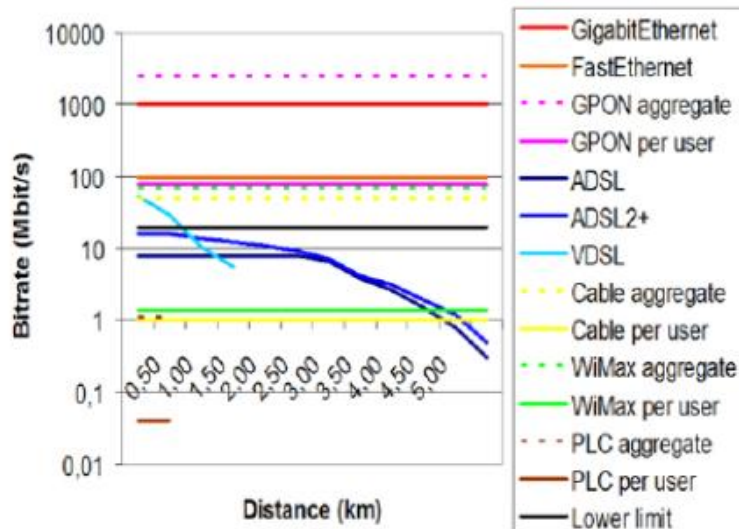 10000
1000
100
10
1
0,1
0,01
Bitrate (Mbit/s)
0,50
1,00
1,50
2,00
2,50
3,00
3,50
4,00
4,50
5,00
Distance (km)
GigabitEthernet
FastEthernet
GPON aggregate
GPON per user
ADSL
ADSL2+
VDSL
Cable aggregate
Cable per user
WiMax aggregate
WiMax per user
PLC aggregate
PLC per user
Lower limit